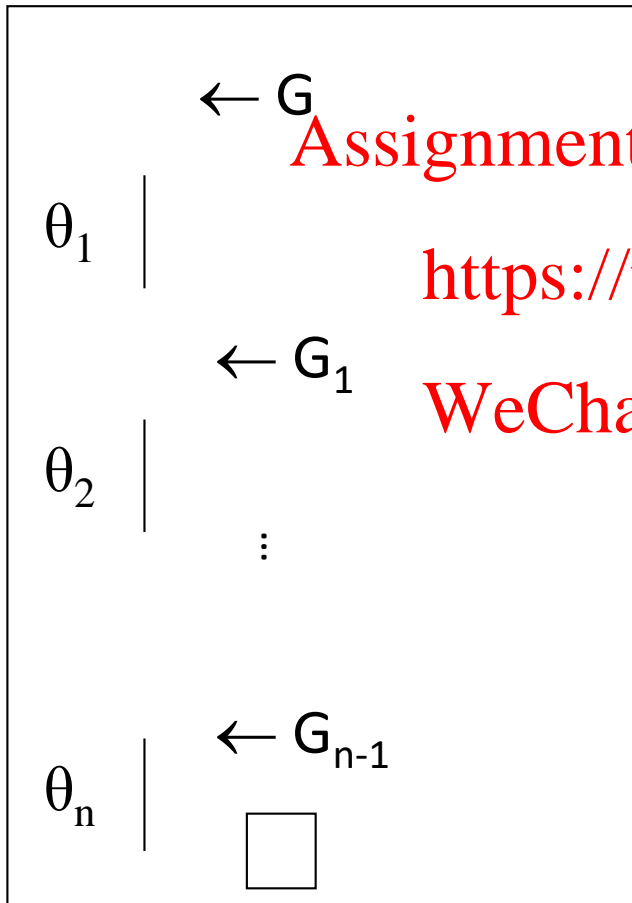 ← G
Assignment
https://
θ1
← G1
WeCha
θ2
⋮
← Gn-1
θn